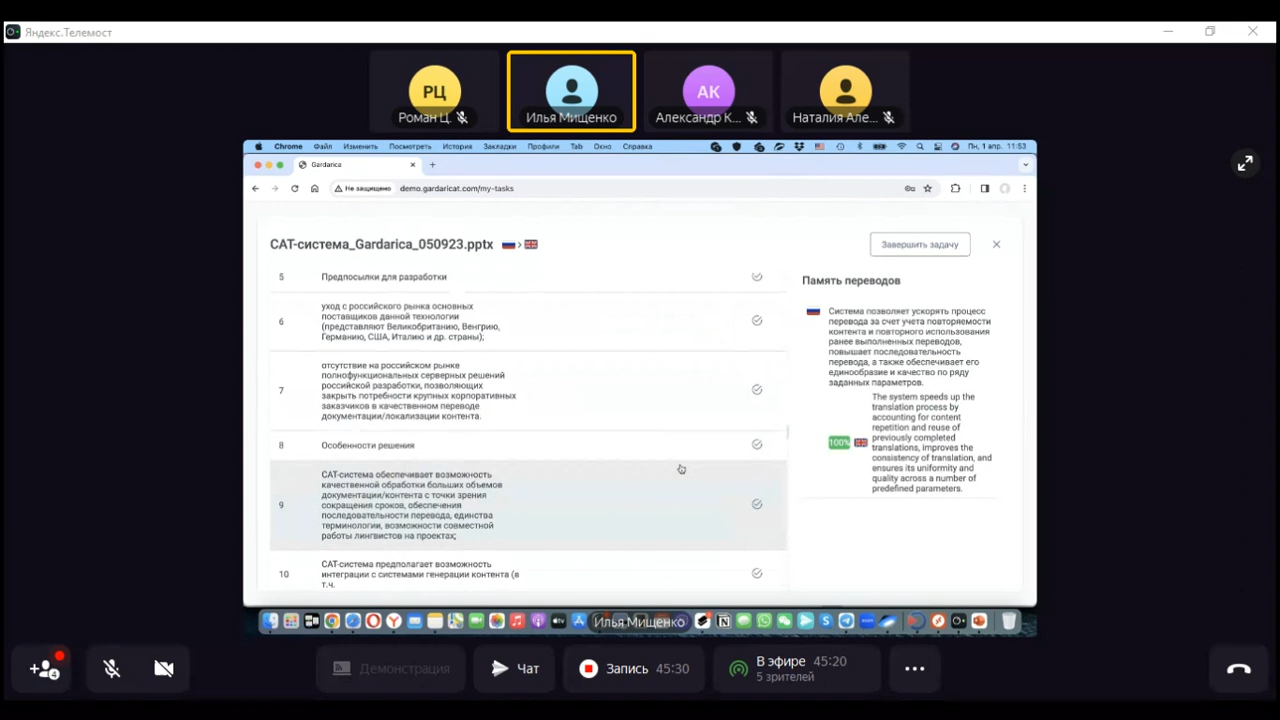 Яндекс.Телемост
РЦ
АК
Роман Ц.
Илья Мищенко
Александр К...
Наталия Але...
Chrome Файл Изменить Посмотреть История Закладки Профили Tab Окно Справка
Пн, 1 апр. 11:53
Gardarica
Не защищено demo.gardaricat.com/my-tasks
CAT-система_Gardarica_050923.pptx
Завершить задачу
5 Предпосылки для разработки
6
уход с российского рынка основных
поставщиков данной технологии
(представляют Великобританию, Венгрию,
Германию, США, Италию и др. страны);
7
отсутствие на российском рынке
полнофункциональных серверных решений
российской разработки, позволяющих
закрыть потребности крупных корпоративных
заказчиков в качественном переводе
документации/локализации контента.
8 Особенности решения
9
CAT-система обеспечивает возможность
качественной обработки больших объемов
документации/контента с точки зрения
сокращения сроков, обеспечения
последовательности перевода, единства
терминологии, возможности совместной
работы лингвистов на проектах;
10
CAT-система предполагает возможность
интеграции с системами генерации контента (в
т.ч.
Память переводов
Система позволяет ускорять процесс
перевода за счет учета повторяемости
контента и повторного использования
ранее выполненных переводов,
повышает последовательность
перевода, а также обеспечивает его
единообразие и качество по ряду
заданных параметров.
100%
The system speeds up the
translation process by
accounting for content
repetition and reuse of
previously completed
translations, improves the
consistency of translation, and
ensures its uniformity and
quality across a number of
predefined parameters.
Илья Мищенко
4
Демонстрация
Чат
Запись 45:30
В эфире 45:20
5 зрителей